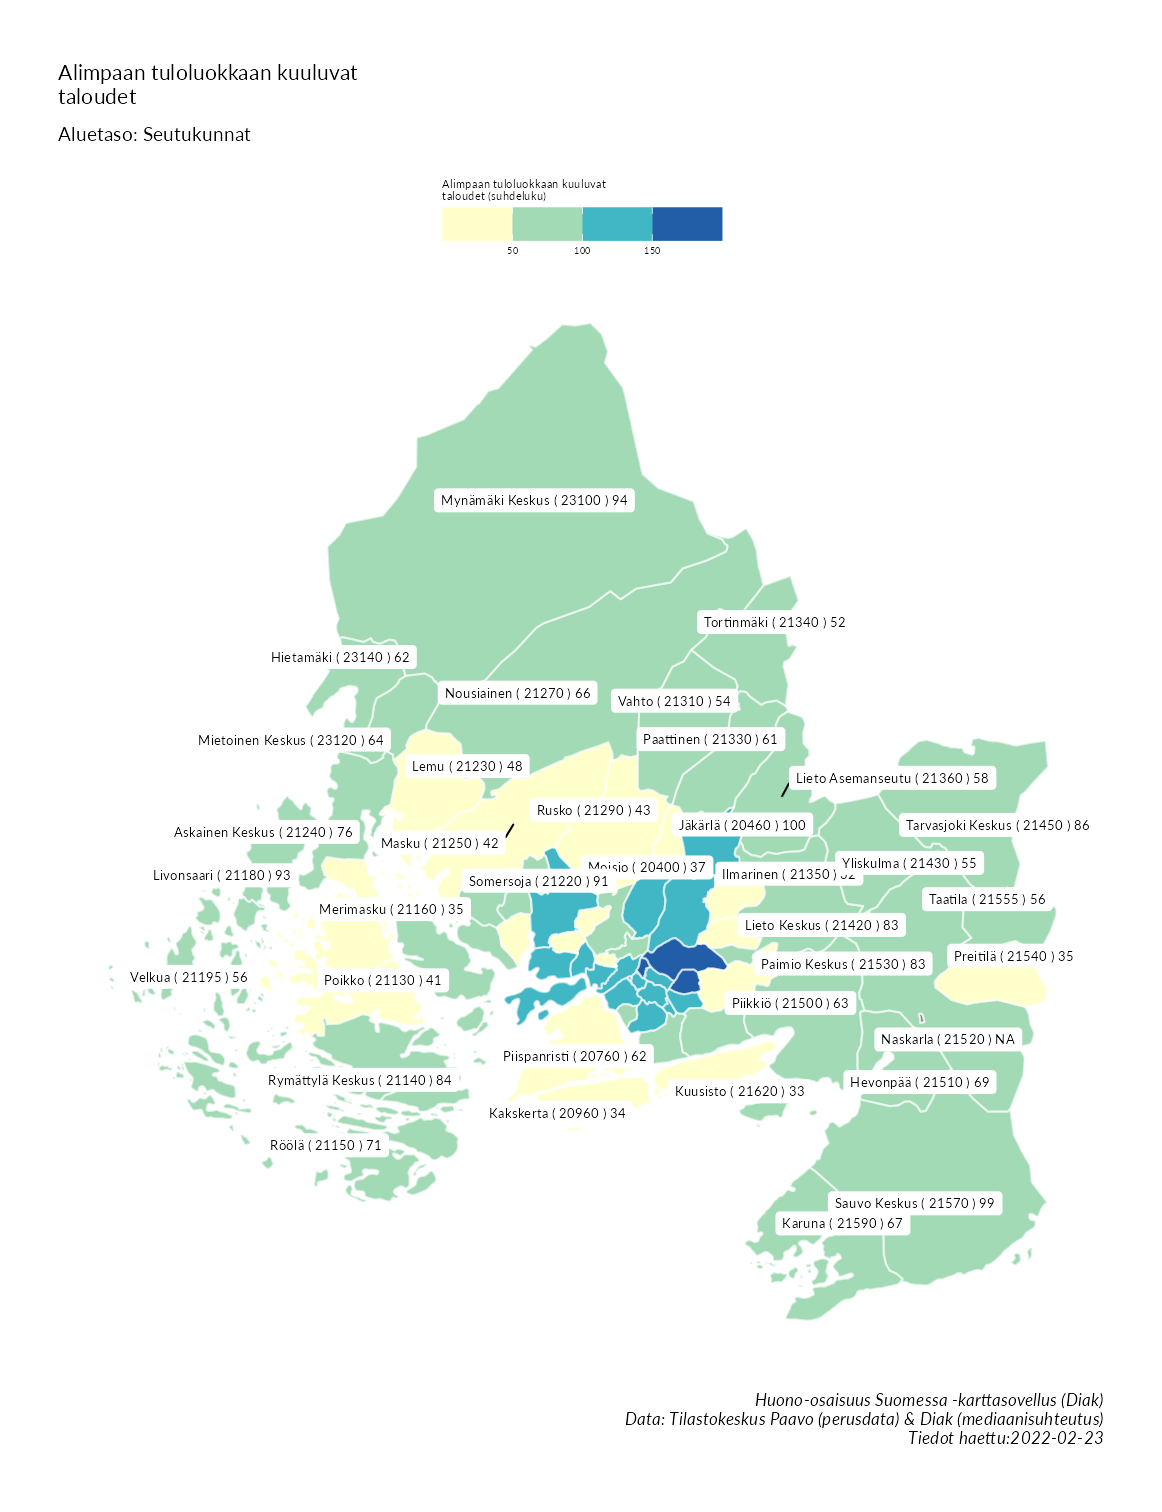 Alimpaan tuloluokkaan kuuluvat
taloudet
Aluetaso: Seutukunnat
Alimpaan tuloluokkaan kuuluvat
taloudet (suhdeluku)
50 100 150
Mynämäki Keskus ( 23100 ) 94
Tortinmäki ( 21340 ) 52
Hietamäki ( 23140 ) 62
Nousiainen ( 21270 ) 66
Vahto ( 21310 ) 54
Mietoinen Keskus ( 23120 ) 64
Paattinen ( 21330 ) 61
Lemu ( 21230 ) 48
Lieto Asemanseutu ( 21360 ) 58
Rusko ( 21290 ) 43
Jäkärlä ( 20460 ) 100
Tarvasjoki Keskus ( 21450 ) 86
Askainen Keskus ( 21240 ) 76
Masku ( 21250 ) 42
Moisio ( 20400 ) 37
Yliskulma ( 21430 ) 55
Livonsaari ( 21180 ) 93
Somersoja ( 21220 ) 91
Ilmarinen ( 21350 )
Taatila ( 21555 ) 56
Merimasku ( 21160 ) 35
Lieto Keskus ( 21420 ) 83
Preitilä ( 21540 ) 35
Velkua ( 21195 ) 56
Poikko ( 21130 ) 41
Paimio Keskus ( 21530 ) 83
Piikkiö ( 21500 ) 63
Naskarla ( 21520 ) NA
Piispanristi ( 20760 ) 62
Rymättylä Keskus ( 21140 ) 84
Kuusisto ( 21620 ) 33
Hevonpää ( 21510 ) 69
Kakskerta ( 20960 ) 34
Röölä ( 21150 ) 71
Sauvo Keskus ( 21570 ) 99
Karuna ( 21590 ) 67
Huono-osaisuus Suomessa -karttasovellus (Diak)
Data: Tilastokeskus Paavo (perusdata) & Diak (mediaanisuhteutus)
Tiedot haettu:2022-02-23